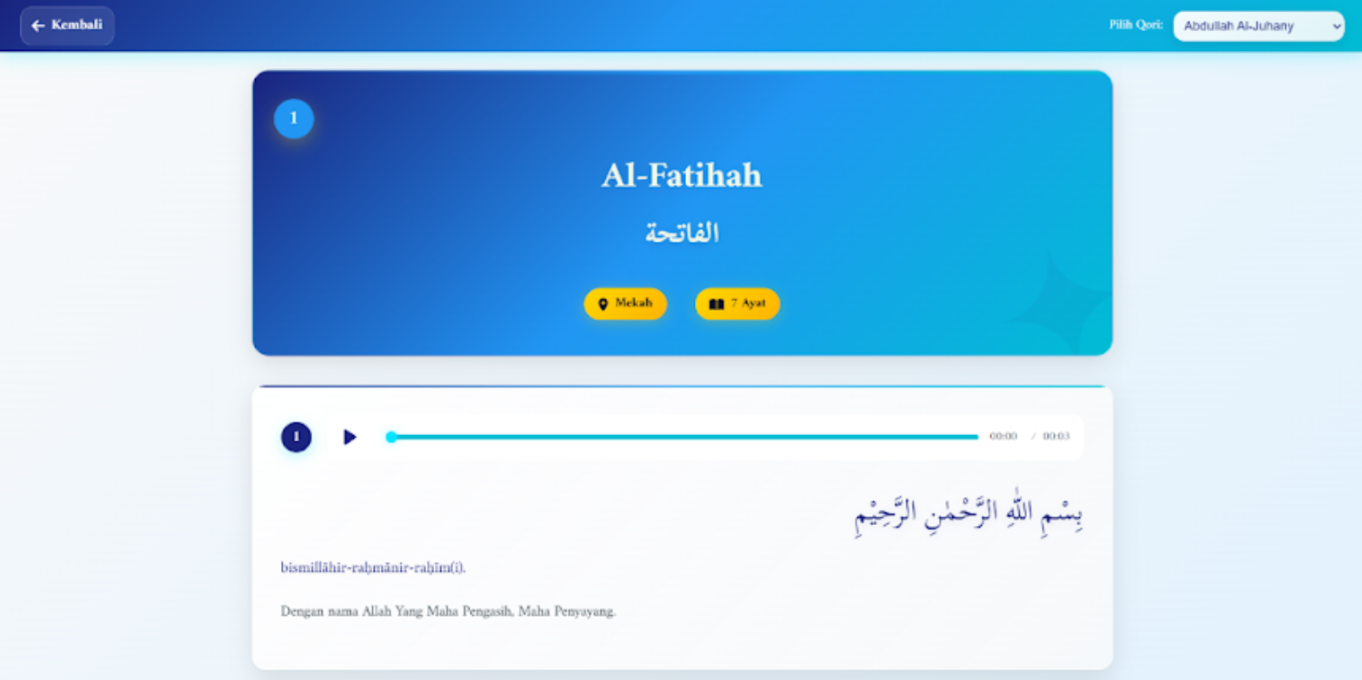 Kembali
Pilih Qori: Abdullah Al-Juhany
1
Al-Fatihah
الفاتحة
Mekah
7 Ayat
1
00:00 / 00:03
بِسْمِ اللّٰهِ الرَّحْمٰنِ الرَّحِيْمِ
bismillāhir-raḥmānir-raḥīm(i).
Dengan nama Allah Yang Maha Pengasih, Maha Penyayang.